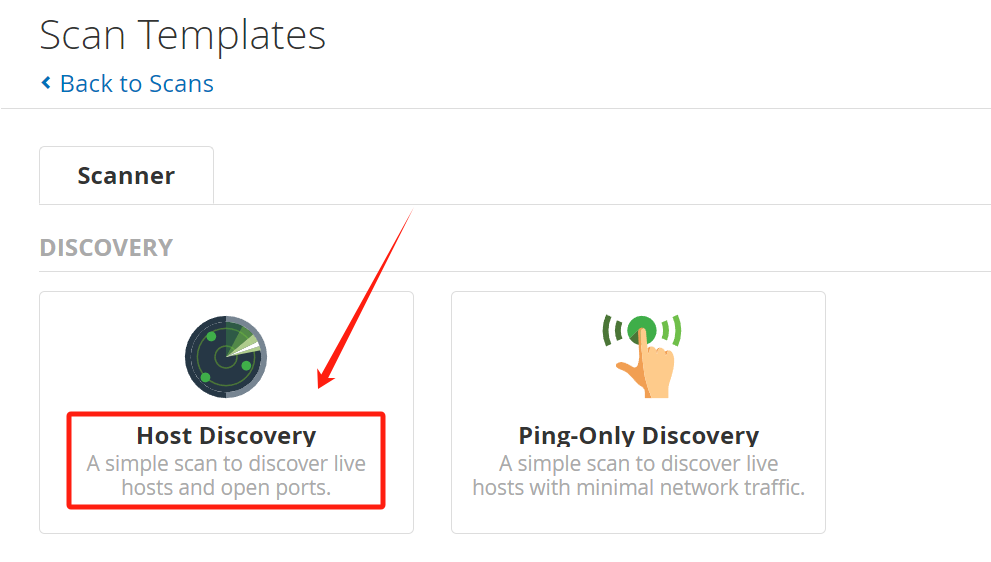 Scan Templates
Back to Scans
Scanner
DISCOVERY
Host Discovery
A simple scan to discover live
hosts and open ports.
Ping-Only Discovery
A simple scan to discover live
hosts with minimal network traffic.